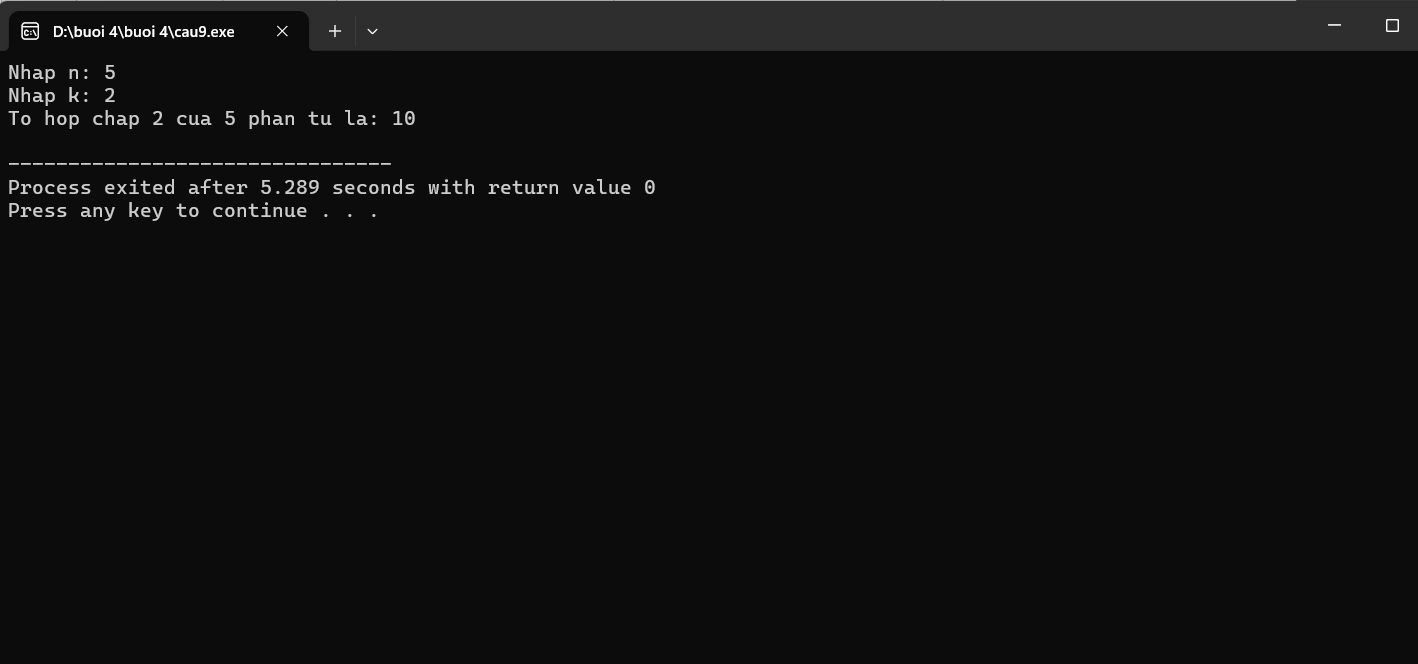 D:\buoi 4\buoi 4\cau9.exe
Nhap n: 5
Nhap k: 2
To hop chap 2 cua 5 phan tu la: 10
--------------------------------
Process exited after 5.289 seconds with return value 0
Press any key to continue . . .